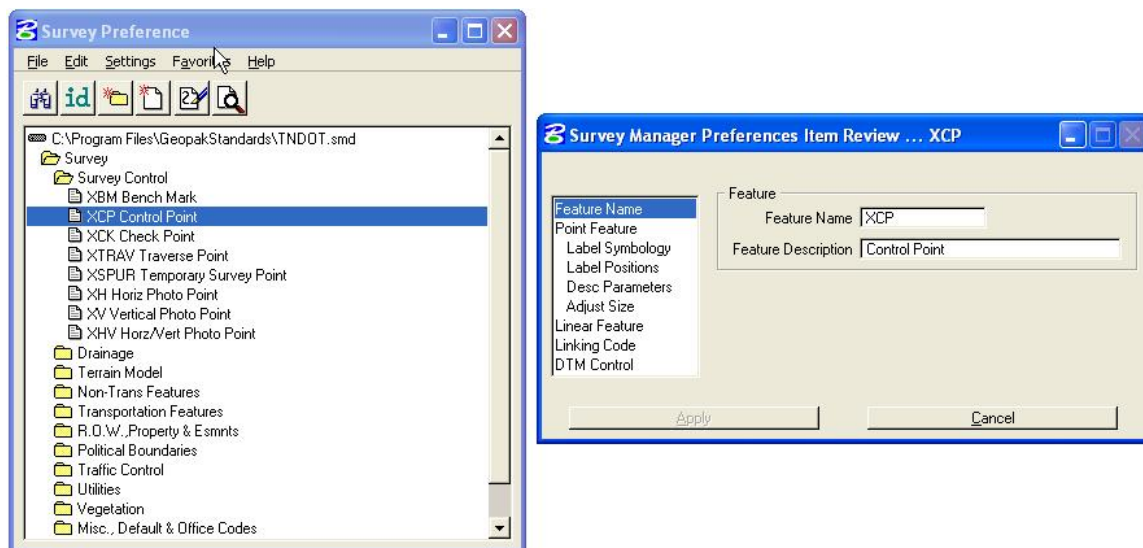 Survey Preference
File Edit Settings Favorites Help
id
C:\Program Files\GeopakStandards\TNDOT.smd
Survey
Survey Control
XBM Bench Mark
XCP Control Point
XCK Check Point
XTRAV Traverse Point
XSPUR Temporary Survey Point
XH Horiz Photo Point
XV Vertical Photo Point
XHV Horz/Vert Photo Point
Drainage
Terrain Model
Non-Trans Features
Transportation Features
R.O.W.,Property & Esmnts
Political Boundaries
Traffic Control
Utilities
Vegetation
Misc., Default & Office Codes
Survey Manager Preferences Item Review ... XCP
Feature Name
Point Feature
Label Symbology
Label Positions
Desc Parameters
Adjust Size
Linear Feature
Linking Code
DTM Control
Feature
Feature Name XCP
Feature Description Control Point
Apply Cancel